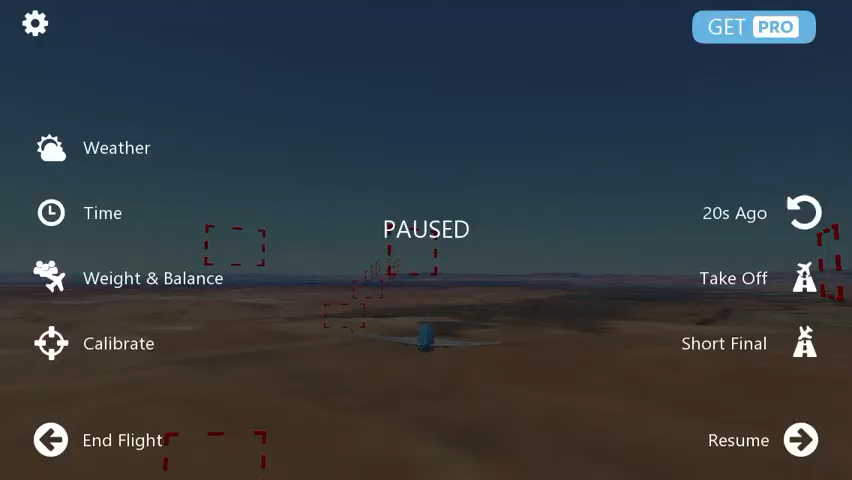 GET PRO
Weather
Time
20s Ago
PAUSED
Weight & Balance
Take Off
Calibrate
Short Final
End Flight
Resume